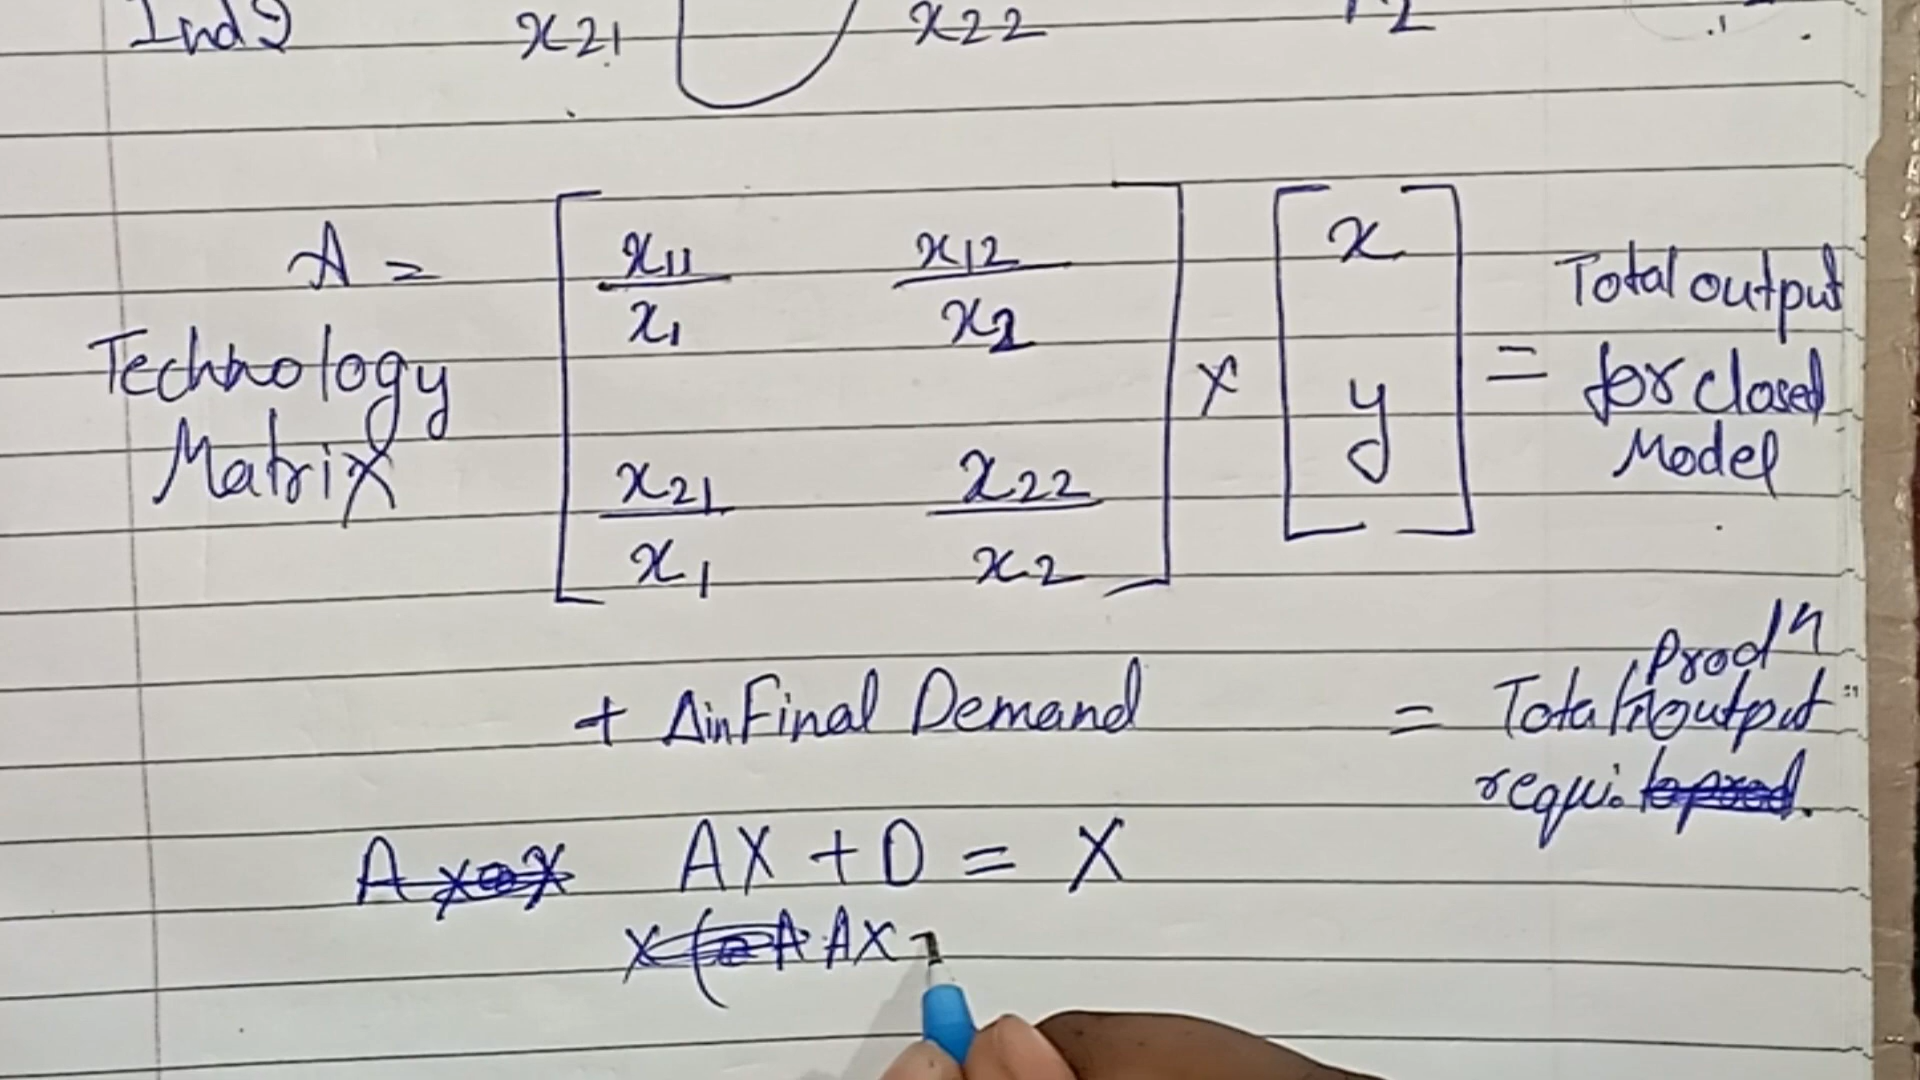 Ind 2 x21 x22
A = [ x11/x1 x12/x2 ] × [ x ] = Total output
Technology for closed
Matrix [ x21/x1 x22/x2 ] [ y ] Model
+ Δ in Final Demand = Total Prodn output
requi.
A AX + D = X
X ( AX